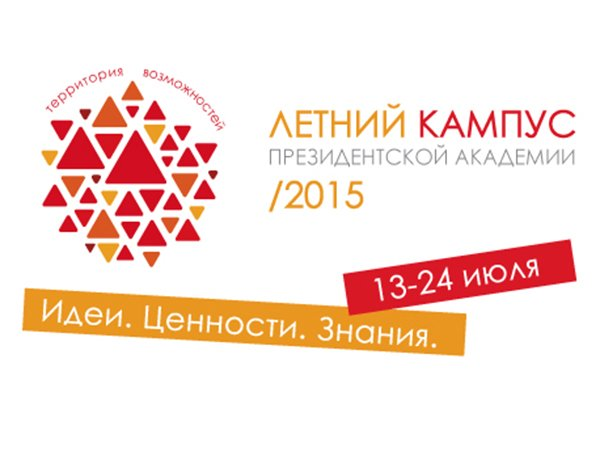 территория возможностей
ЛЕТНИЙ КАМПУС
ПРЕЗИДЕНТСКОЙ АКАДЕМИИ
/2015
13-24 июля
Идеи. Ценности. Знания.